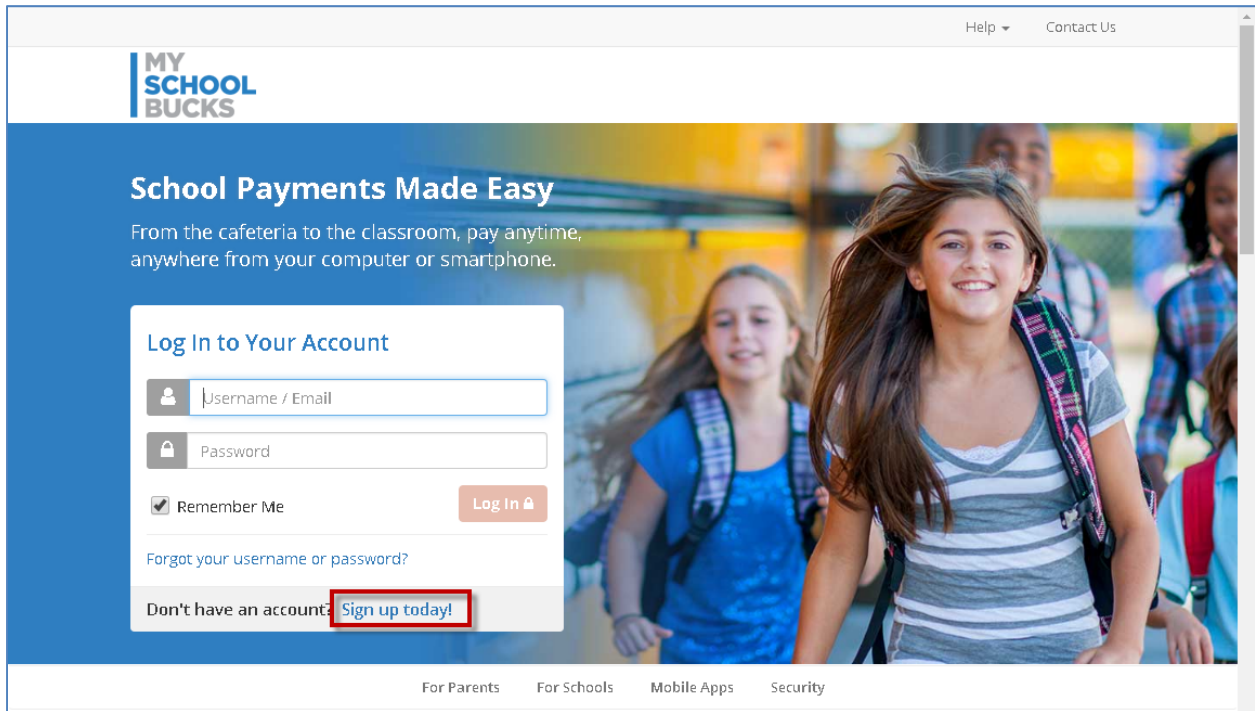 Help
Contact Us
MY
SCHOOL
BUCKS
School Payments Made Easy
From the cafeteria to the classroom, pay anytime,
anywhere from your computer or smartphone.
Log In to Your Account
Username / Email
Password
Remember Me
Log In
Forgot your username or password?
Don't have an account? Sign up today!
For Parents For Schools Mobile Apps Security